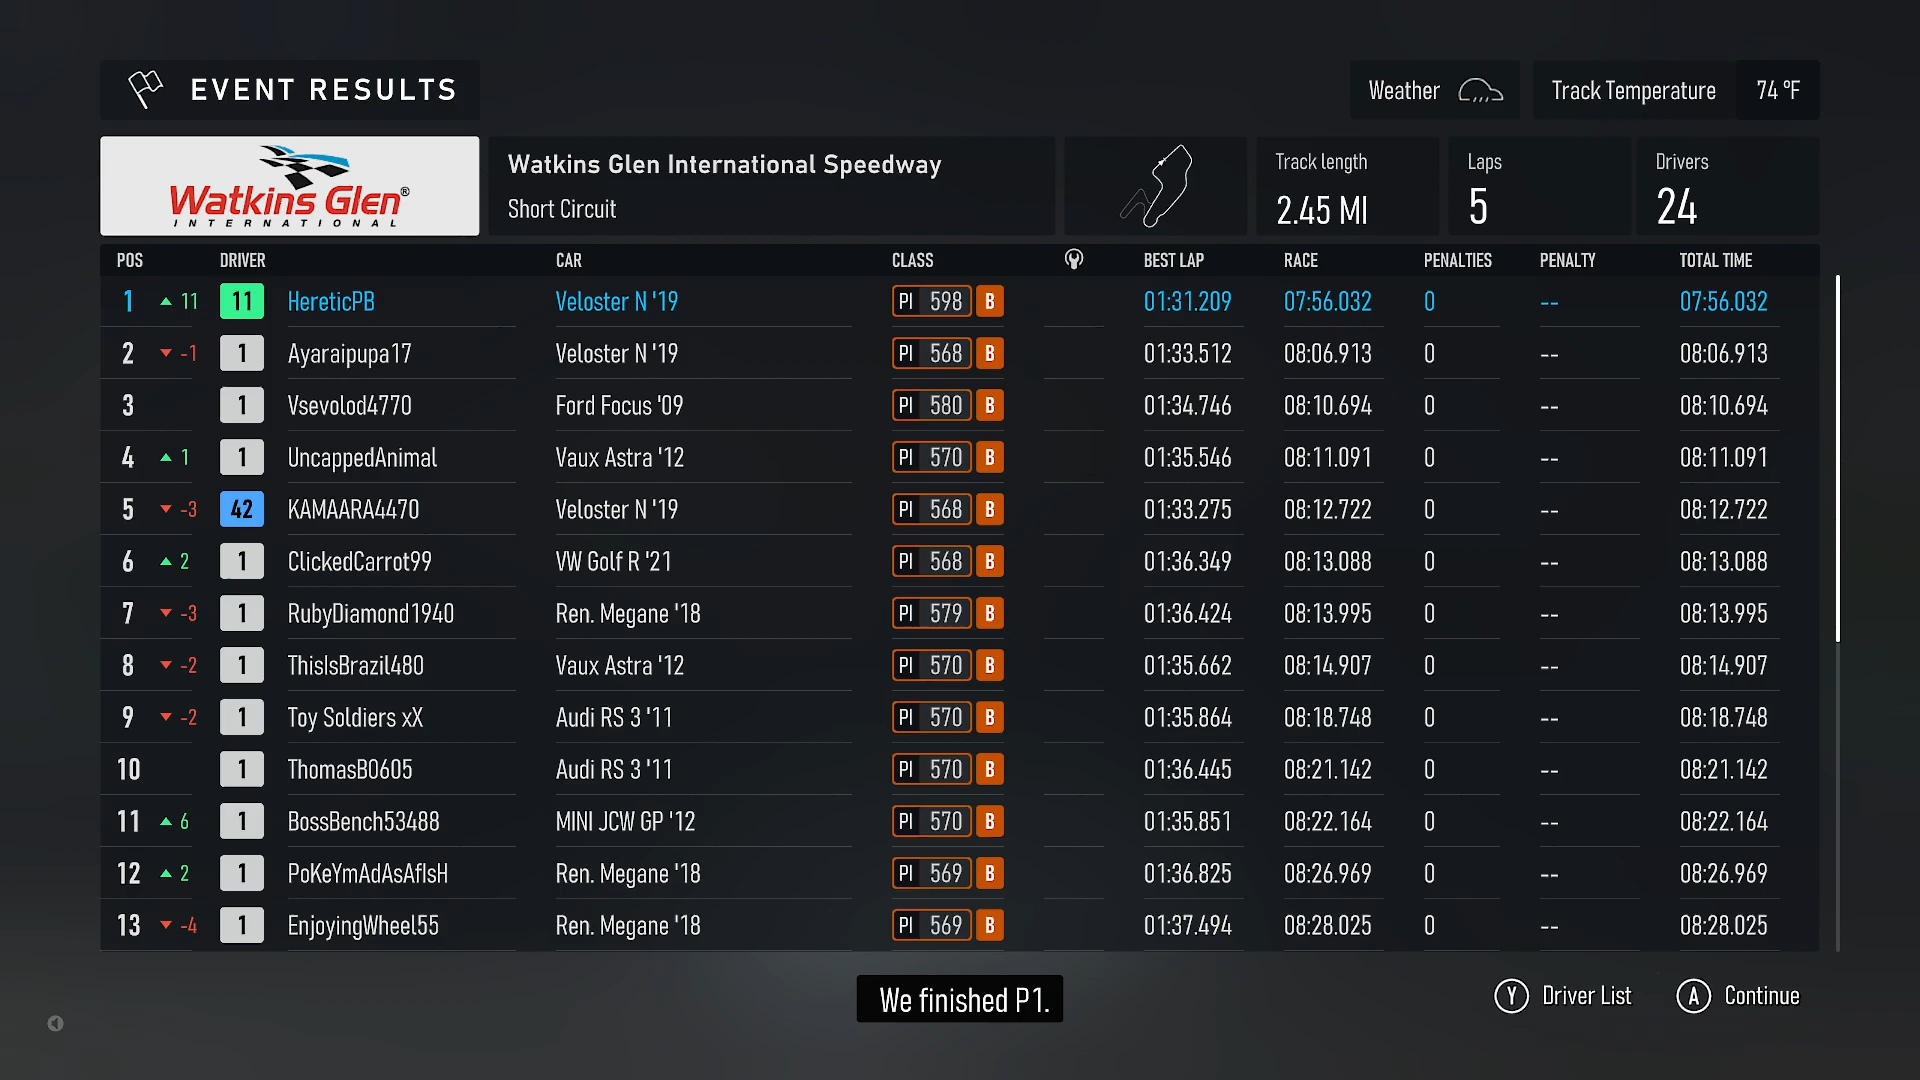 EVENT RESULTS
Weather
Track Temperature 74 °F
Watkins Glen®
INTERNATIONAL
Watkins Glen International Speedway
Short Circuit
Track length
2.45 MI
Laps
5
Drivers
24
POS DRIVER CAR CLASS BEST LAP RACE PENALTIES PENALTY TOTAL TIME
1 11 11 HereticPB Veloster N '19 PI 598 B 01:31.209 07:56.032 0 -- 07:56.032
2 -1 1 Ayaraipupa17 Veloster N '19 PI 568 B 01:33.512 08:06.913 0 -- 08:06.913
3 1 Vsevolod4770 Ford Focus '09 PI 580 B 01:34.746 08:10.694 0 -- 08:10.694
4 1 1 UncappedAnimal Vaux Astra '12 PI 570 B 01:35.546 08:11.091 0 -- 08:11.091
5 -3 42 KAMAARA4470 Veloster N '19 PI 568 B 01:33.275 08:12.722 0 -- 08:12.722
6 2 1 ClickedCarrot99 VW Golf R '21 PI 568 B 01:36.349 08:13.088 0 -- 08:13.088
7 -3 1 RubyDiamond1940 Ren. Megane '18 PI 579 B 01:36.424 08:13.995 0 -- 08:13.995
8 -2 1 ThisIsBrazil480 Vaux Astra '12 PI 570 B 01:35.662 08:14.907 0 -- 08:14.907
9 -2 1 Toy Soldiers xX Audi RS 3 '11 PI 570 B 01:35.864 08:18.748 0 -- 08:18.748
10 1 ThomasB0605 Audi RS 3 '11 PI 570 B 01:36.445 08:21.142 0 -- 08:21.142
11 6 1 BossBench53488 MINI JCW GP '12 PI 570 B 01:35.851 08:22.164 0 -- 08:22.164
12 2 1 PoKeYmAdAsAfIsH Ren. Megane '18 PI 569 B 01:36.825 08:26.969 0 -- 08:26.969
13 -4 1 EnjoyingWheel55 Ren. Megane '18 PI 569 B 01:37.494 08:28.025 0 -- 08:28.025
We finished P1.
Y Driver List
A Continue